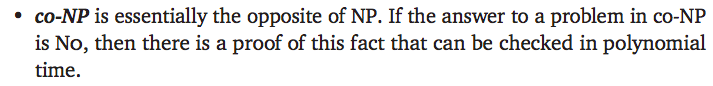 • co-NP is essentially the opposite of NP. If the answer to a problem in co-NP
is No, then there is a proof of this fact that can be checked in polynomial
time.